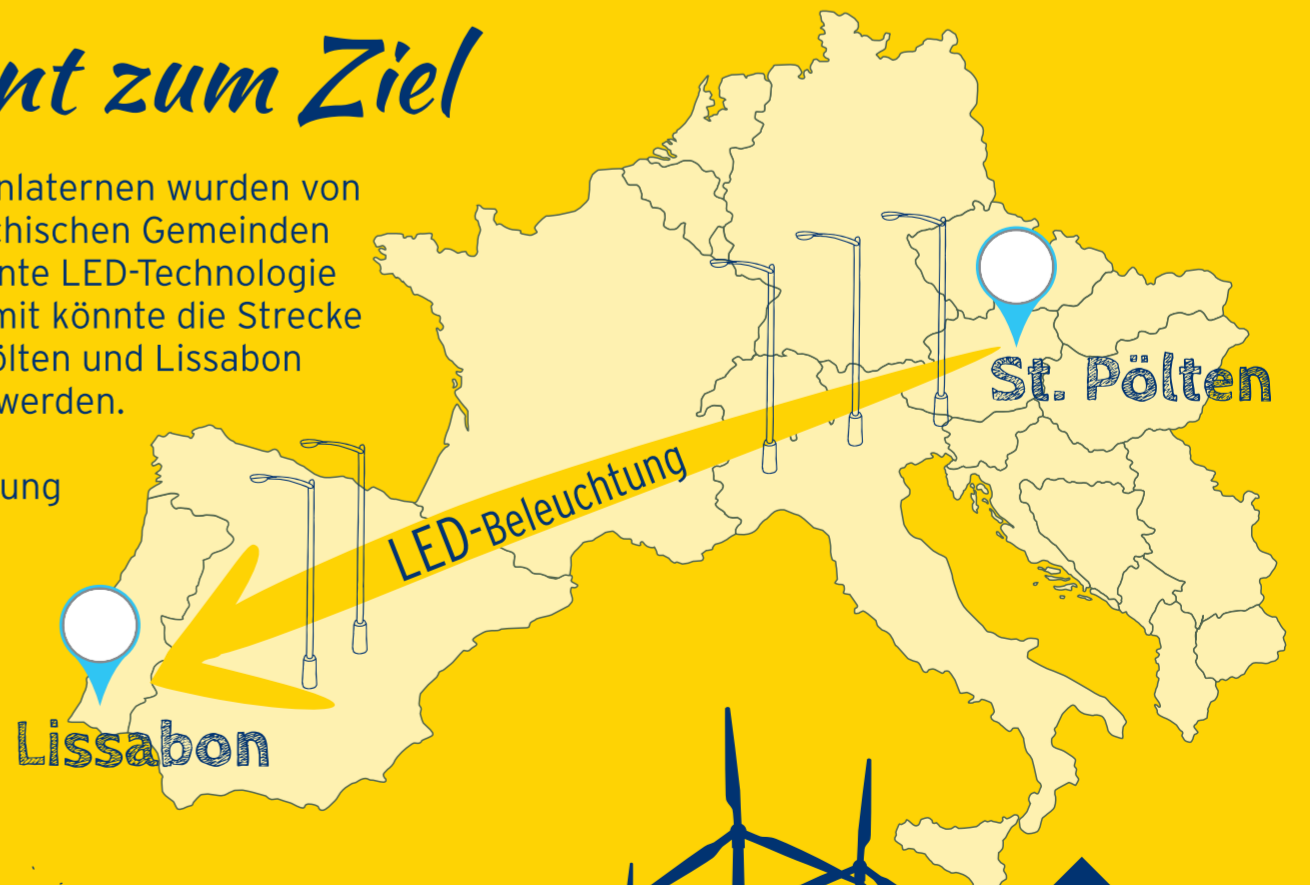 nt zum Ziel
nlaternen wurden von
chischen Gemeinden
nte LED-Technologie
mit könnte die Strecke
ölten und Lissabon
werden.
ung
St. Pölten
LED-Beleuchtung
Lissabon